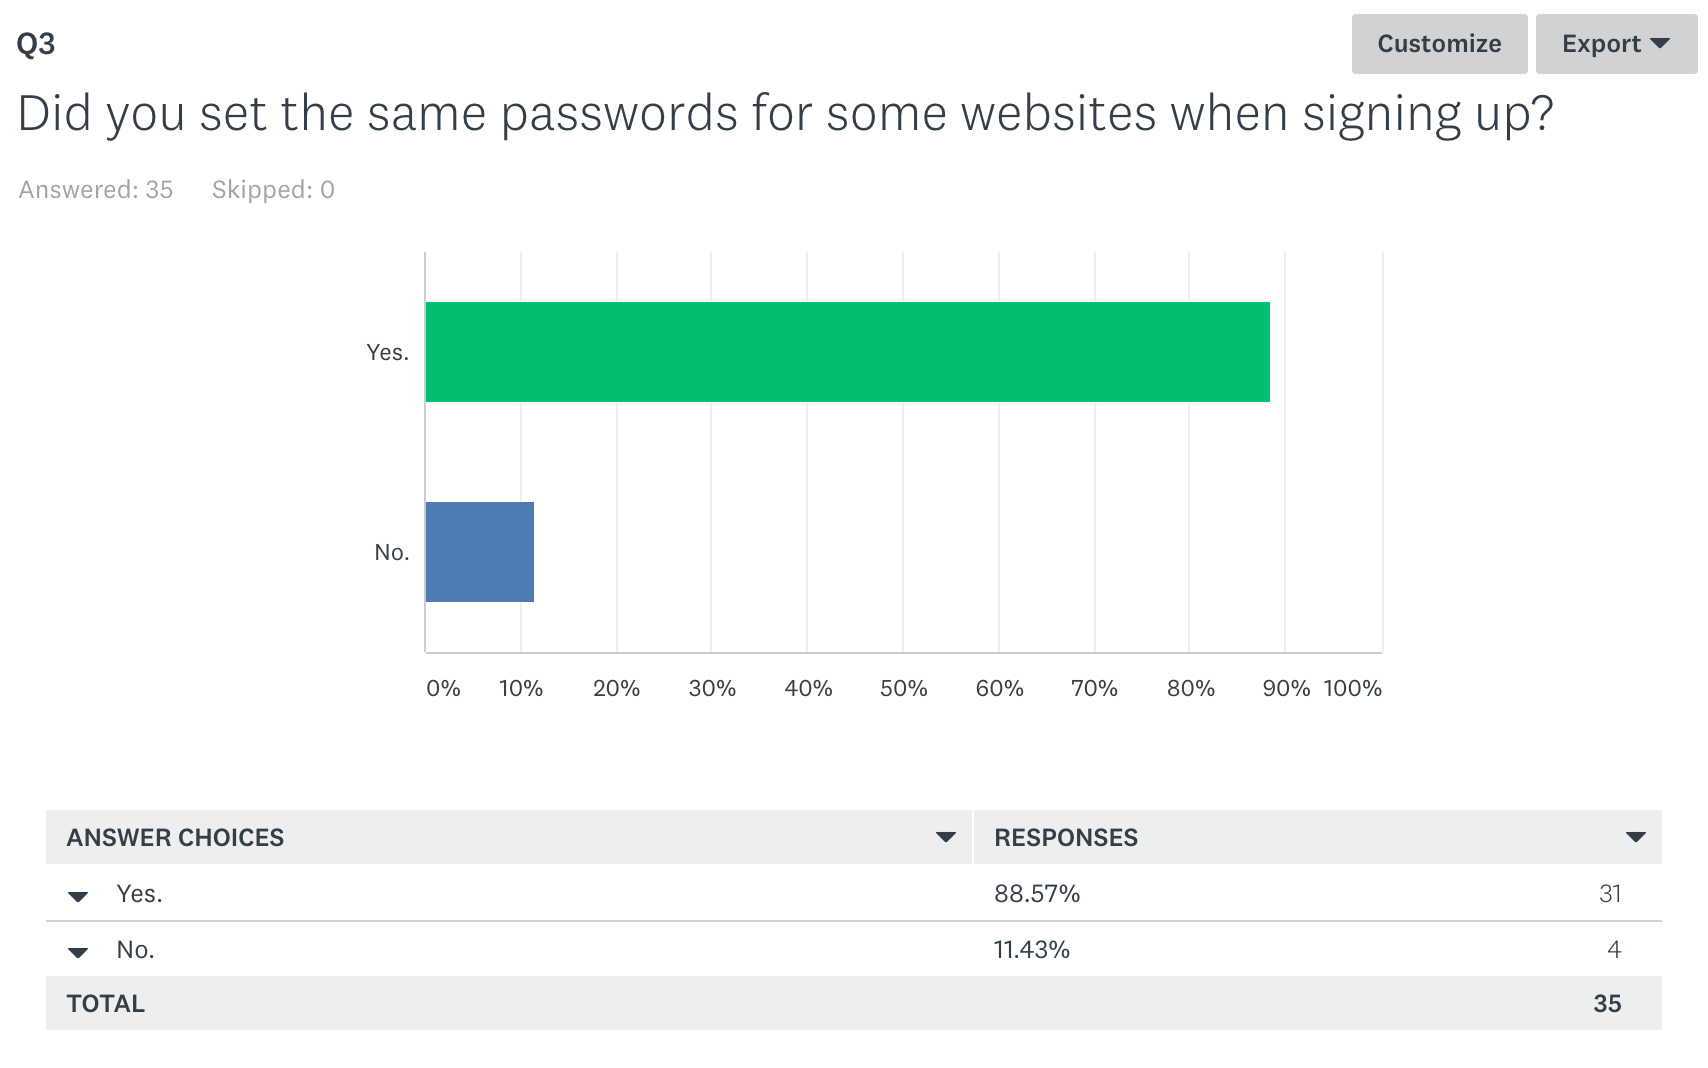 Q3
Customize
Export
Did you set the same passwords for some websites when signing up?
Answered: 35 Skipped: 0
Yes.
No.
0% 10% 20% 30% 40% 50% 60% 70% 80% 90% 100%
ANSWER CHOICES RESPONSES
Yes. 88.57% 31
No. 11.43% 4
TOTAL 35